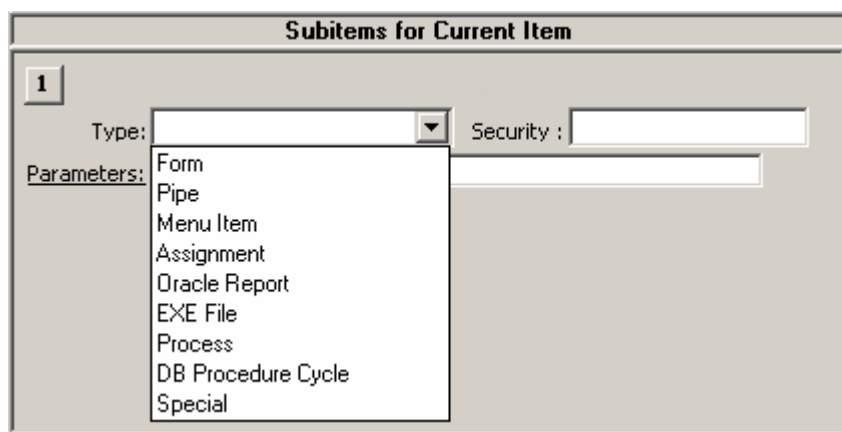 Subitems for Current Item
1
Type: Security :
Parameters:
Form
Pipe
Menu Item
Assignment
Oracle Report
EXE File
Process
DB Procedure Cycle
Special